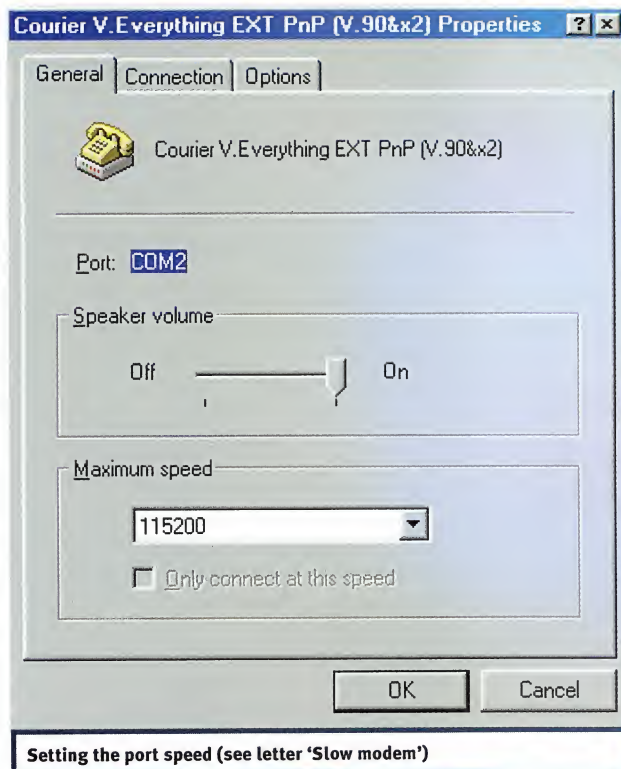 Courier V.Everything EXT PnP (V.90&x2) Properties ? ×
General Connection Options
Courier V.Everything EXT PnP (V.90&x2)
Port: COM2
Speaker volume
Off On
Maximum speed
115200
Only connect at this speed
OK Cancel
Setting the port speed (see letter ‘Slow modem’)